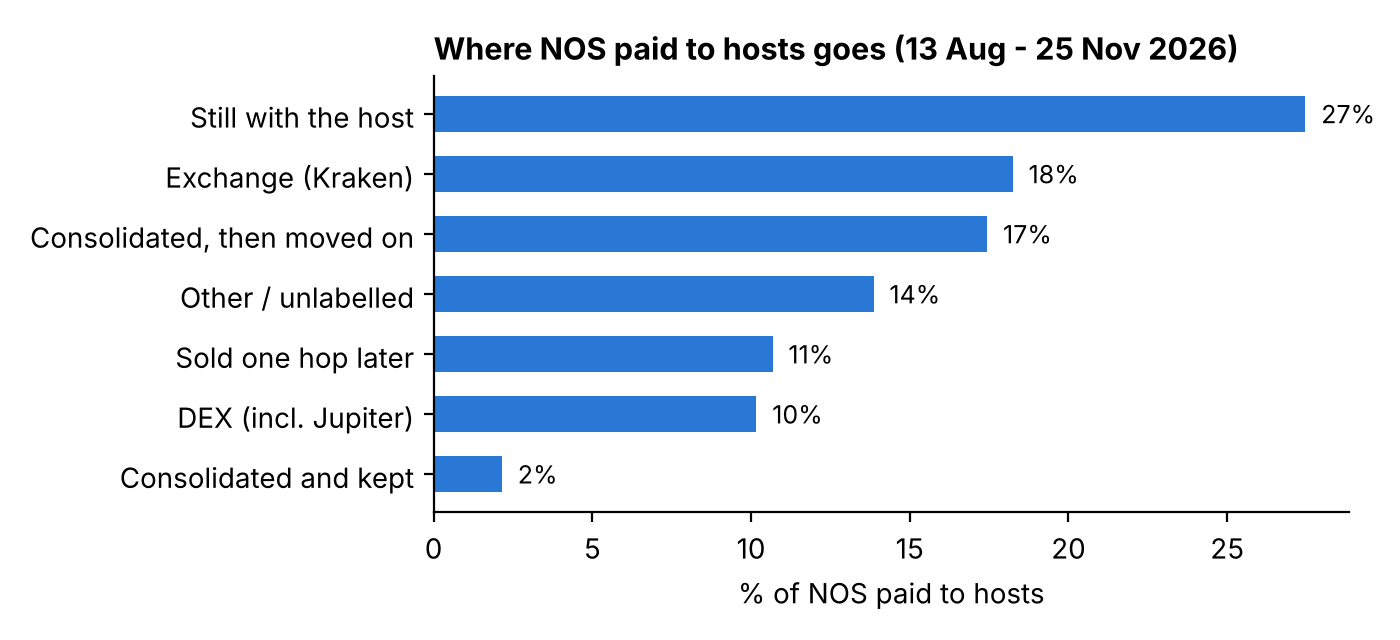 Where NOS paid to hosts goes (13 Aug - 25 Nov 2026)
Still with the host 27%
Exchange (Kraken) 18%
Consolidated, then moved on 17%
Other / unlabelled 14%
Sold one hop later 11%
DEX (incl. Jupiter) 10%
Consolidated and kept 2%
0 5 10 15 20 25
% of NOS paid to hosts